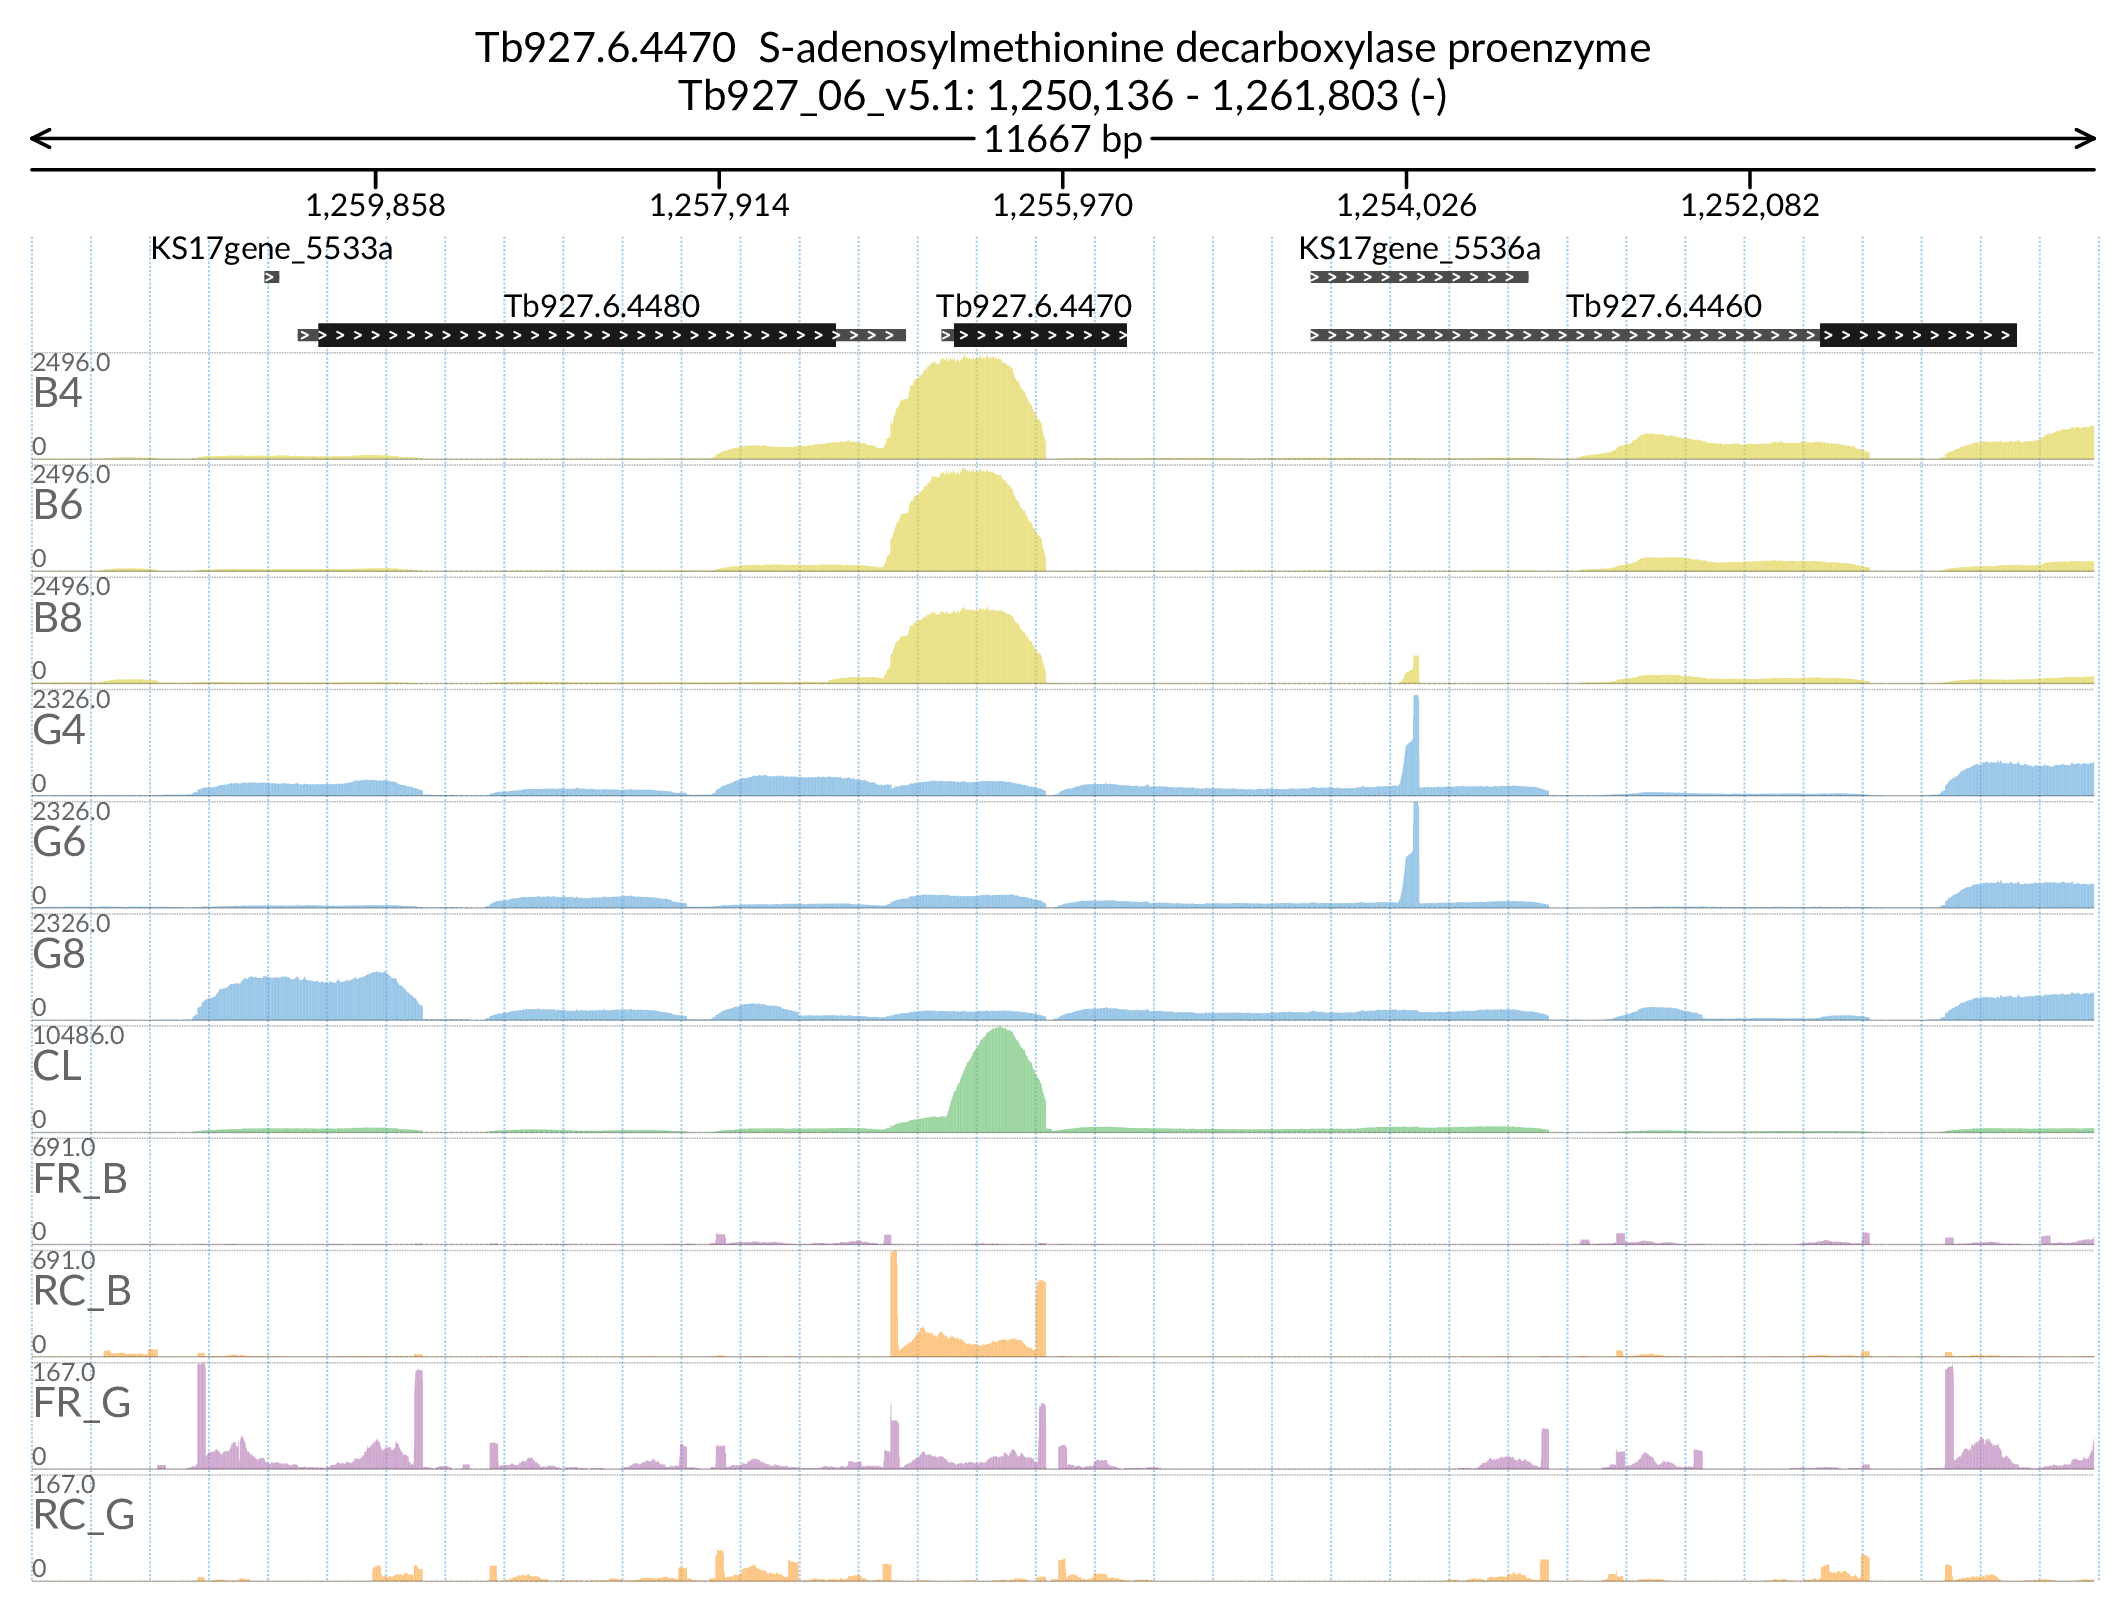 Tb927.6.4470  S-adenosylmethionine decarboxylase proenzyme
Tb927_06_v5.1: 1,250,136 - 1,261,803 (-)
11667 bp
1,259,858 1,257,914 1,255,970 1,254,026 1,252,082
KS17gene_5533a KS17gene_5536a
Tb927.6.4480 Tb927.6.4470 Tb927.6.4460
2496.0
B4
0
2496.0
B6
0
2496.0
B8
0
2326.0
G4
0
2326.0
G6
0
2326.0
G8
0
10486.0
CL
0
691.0
FR_B
0
691.0
RC_B
0
167.0
FR_G
0
167.0
RC_G
0